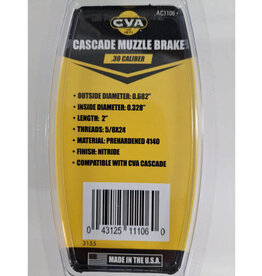 AC1106
CVA
CASCADE MUZZLE BRAKE
.30 CALIBER
• OUTSIDE DIAMETER: 0.682"
• INSIDE DIAMETER: 0.328"
• LENGTH: 2"
• THREADS: 5/8X24
• MATERIAL: PREHARDENED 4140
• FINISH: NITRIDE
• COMPATIBLE WITH CVA CASCADE
0 43125 11106 0
3135
MADE IN THE U.S.A.